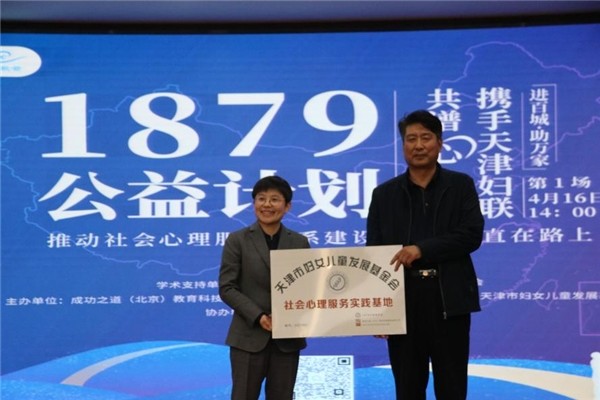 1879
公益计划
共普心
携手天津妇联
进百城 助万家
第1场
4月16日
14:00
推动社会心理服
系建设
直在路上
学术支持单
主办单位：成功之道（北京）教育科技
天津市妇女儿童发展
协办
天津市妇女儿童发展基金会
社会心理服务实践基地